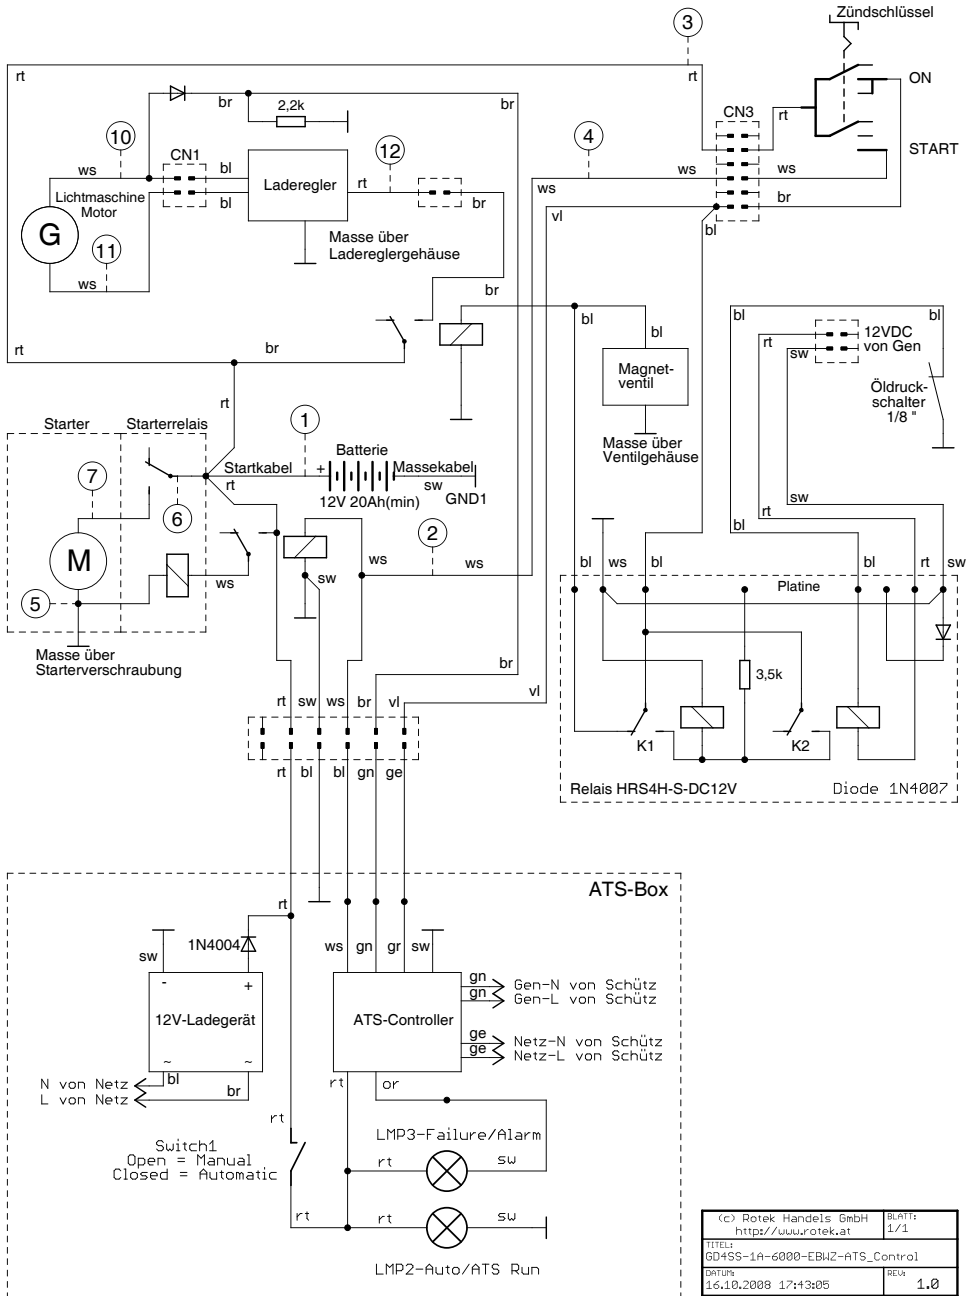 Zündschlüssel
3
rt
rt
ON
br
2,2k
br
CN3
rt
10
4
START
12
CN1
ws
bl
rt
ws
ws
Laderegler
Lichtmaschine
Motor
bl
br
ws
vl
br
G
bl
11
Masse über
Ladereglergehäuse
ws
br
bl
bl
bl
bl
rt
12VDC
von Gen
sw
rt
br
Magnet-
ventil
Öldruck-
schalter
1/8 "
rt
Starter
Starterrelais
1
Batterie
Masse über
Ventilgehäuse
7
Startkabel
+
Massekabel
rt
sw
12V 20Ah(min)
GND1
sw
6
2
rt
bl
M
ws
ws
sw
ws
bl
ws
bl
bl
rt
sw
5
Platine
Masse über
Starterverschraubung
br
3,5k
vl
rt
sw
ws
br
vl
K1
K2
rt
bl
bl
gn
ge
Relais HRS4H-S-DC12V
Diode 1N4007
ATS-Box
rt
1N4004
sw
ws
gn
gr
sw
-
+
gn
Gen-N von Schütz
gn
Gen-L von Schütz
12V-Ladegerät
ATS-Controller
ge
Netz-N von Schütz
ge
Netz-L von Schütz
~
~
bl
rt
or
N von Netz
L von Netz
br
rt
LMP3-Failure/Alarm
Switch1
Open = Manual
Closed = Automatic
rt
sw
rt
rt
sw
LMP2-Auto/ATS Run
(c) Rotek Handels GmbH
http://www.rotek.at
BLATT:
1/1
TITEL:
GD4SS-1A-6000-EBWZ-ATS_Control
DATUM:
16.10.2008 17:43:05
REV:
1.0